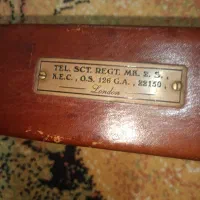 TEL. SCT. REGT. MK. 2. S.,
X.E.C., O.S. 126 G.A., 22150,
London